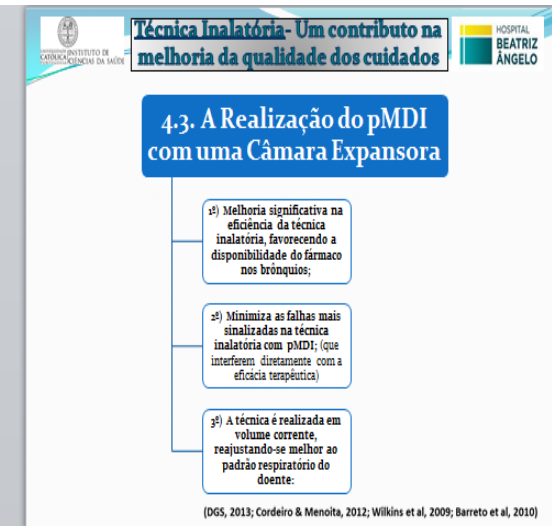 Técnica Inalatória- Um contributo na
melhoria da qualidade dos cuidados
INSTITUTO DE
CATÓLICA CIÊNCIAS DA SAÚDE
HOSPITAL
BEATRIZ
ÂNGELO
4.3. A Realização do pMDI
com uma Câmara Expansora
1º) Melhoria significativa na
eficiência da técnica
inalatória, favorecendo a
disponibilidade do fármaco
nos brônquios;
2º) Minimiza as falhas mais
sinalizadas na técnica
inalatória com pMDI; (que
interferem diretamente com a
eficácia terapêutica)
3º) A técnica é realizada em
volume corrente,
reajustando-se melhor ao
padrão respiratório do
doente:
(DGS, 2013; Cordeiro & Menoita, 2012; Wilkins et al, 2009; Barreto et al, 2010)